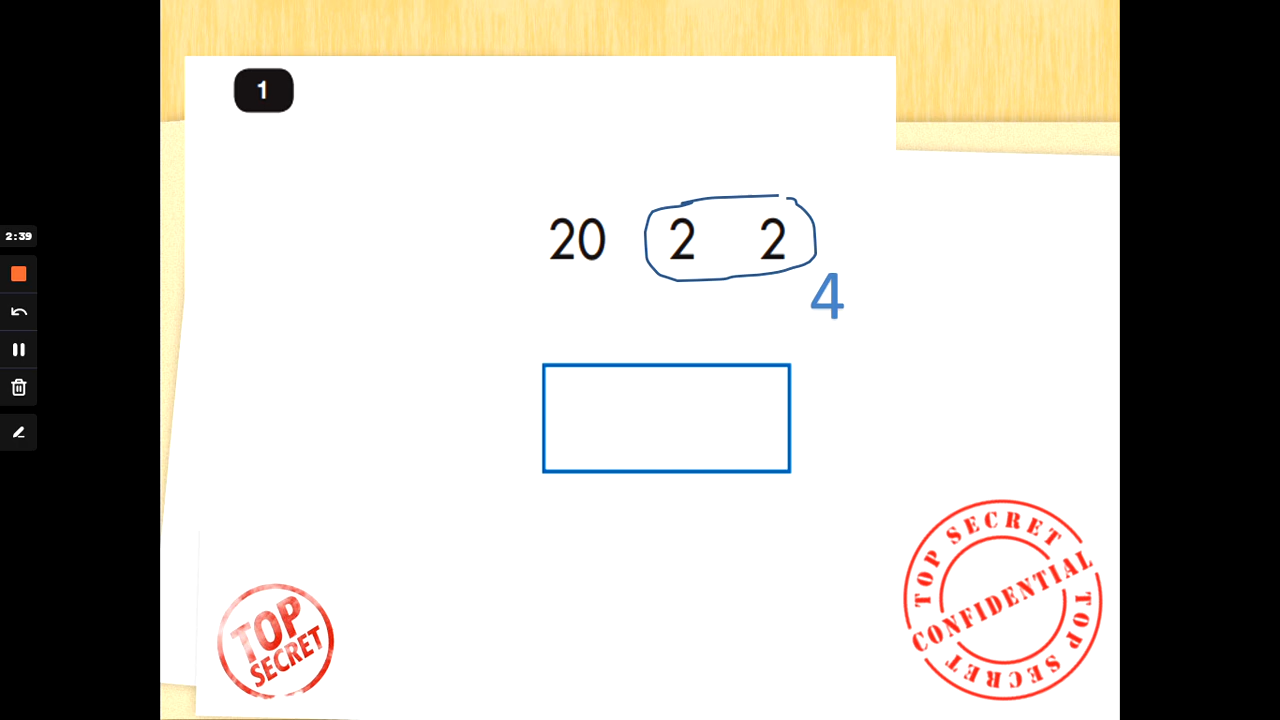 1
20 2 2
4
2:39
TOP SECRET
CONFIDENTIAL
TOP SECRET
TOP
SECRET